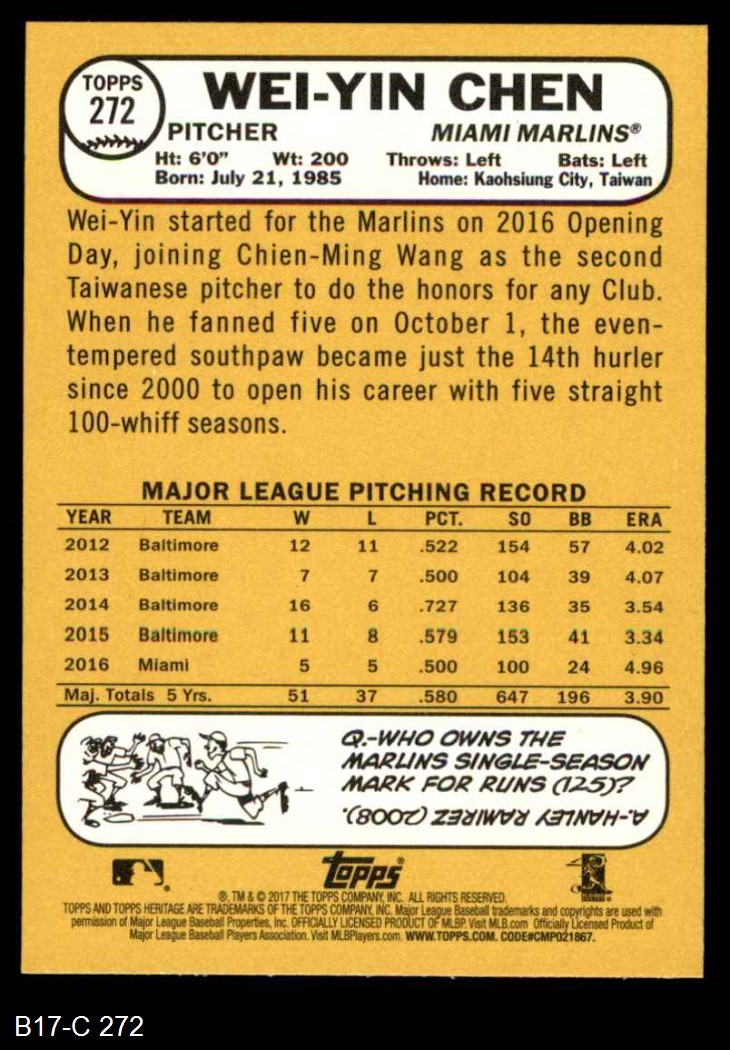 TOPPS
272
WEI-YIN CHEN
PITCHER MIAMI MARLINS®
Ht: 6'0" Wt: 200 Throws: Left Bats: Left
Born: July 21, 1985 Home: Kaohsiung City, Taiwan
Wei-Yin started for the Marlins on 2016 Opening
Day, joining Chien-Ming Wang as the second
Taiwanese pitcher to do the honors for any Club.
When he fanned five on October 1, the even-
tempered southpaw became just the 14th hurler
since 2000 to open his career with five straight
100-whiff seasons.
MAJOR LEAGUE PITCHING RECORD
YEAR TEAM W L PCT. SO BB ERA
2012 Baltimore 12 11 .522 154 57 4.02
2013 Baltimore 7 7 .500 104 39 4.07
2014 Baltimore 16 6 .727 136 35 3.54
2015 Baltimore 11 8 .579 153 41 3.34
2016 Miami 5 5 .500 100 24 4.96
Maj. Totals 5 Yrs. 51 37 .580 647 196 3.90
Q.-WHO OWNS THE
MARLINS SINGLE-SEASON
MARK FOR RUNS (125)?
A.-HANLEY RAMIREZ (2008).
topps®
®, TM & © 2017 THE TOPPS COMPANY, INC. ALL RIGHTS RESERVED.
TOPPS AND TOPPS HERITAGE ARE TRADEMARKS OF THE TOPPS COMPANY, INC. Major League Baseball trademarks and copyrights are used with
permission of Major League Baseball Properties, Inc. OFFICIALLY LICENSED PRODUCT OF MLBP. Visit MLB.com Officially Licensed Product of
Major League Baseball Players Association. Visit MLBPlayers.com. WWW.TOPPS.COM. CODE#CMP021867.
B17-C 272